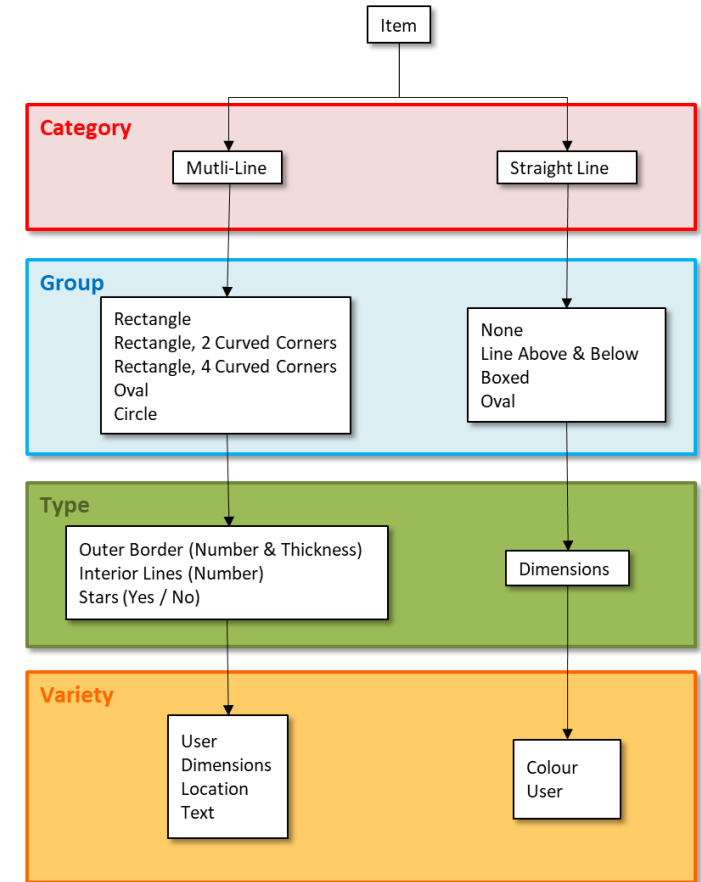 Item
Category
Mutli-Line
Straight Line
Group
Rectangle
Rectangle, 2 Curved Corners
Rectangle, 4 Curved Corners
Oval
Circle
None
Line Above & Below
Boxed
Oval
Type
Outer Border (Number & Thickness)
Interior Lines (Number)
Stars (Yes / No)
Dimensions
Variety
User
Dimensions
Location
Text
Colour
User